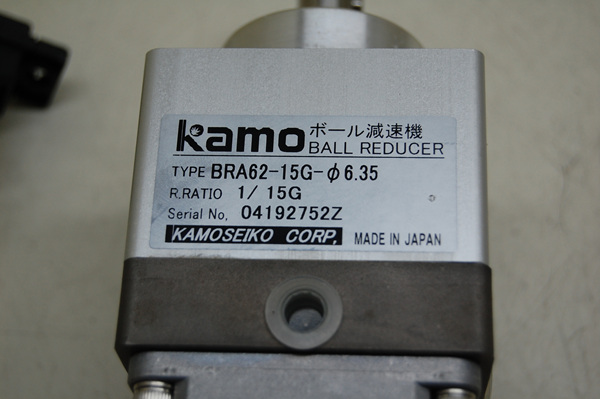 kamo ボール減速機
BALL REDUCER
TYPE BRA62-15G-φ6.35
R.RATIO 1/ 15G
Serial No. 04192752Z
KAMOSEIKO CORP. MADE IN JAPAN